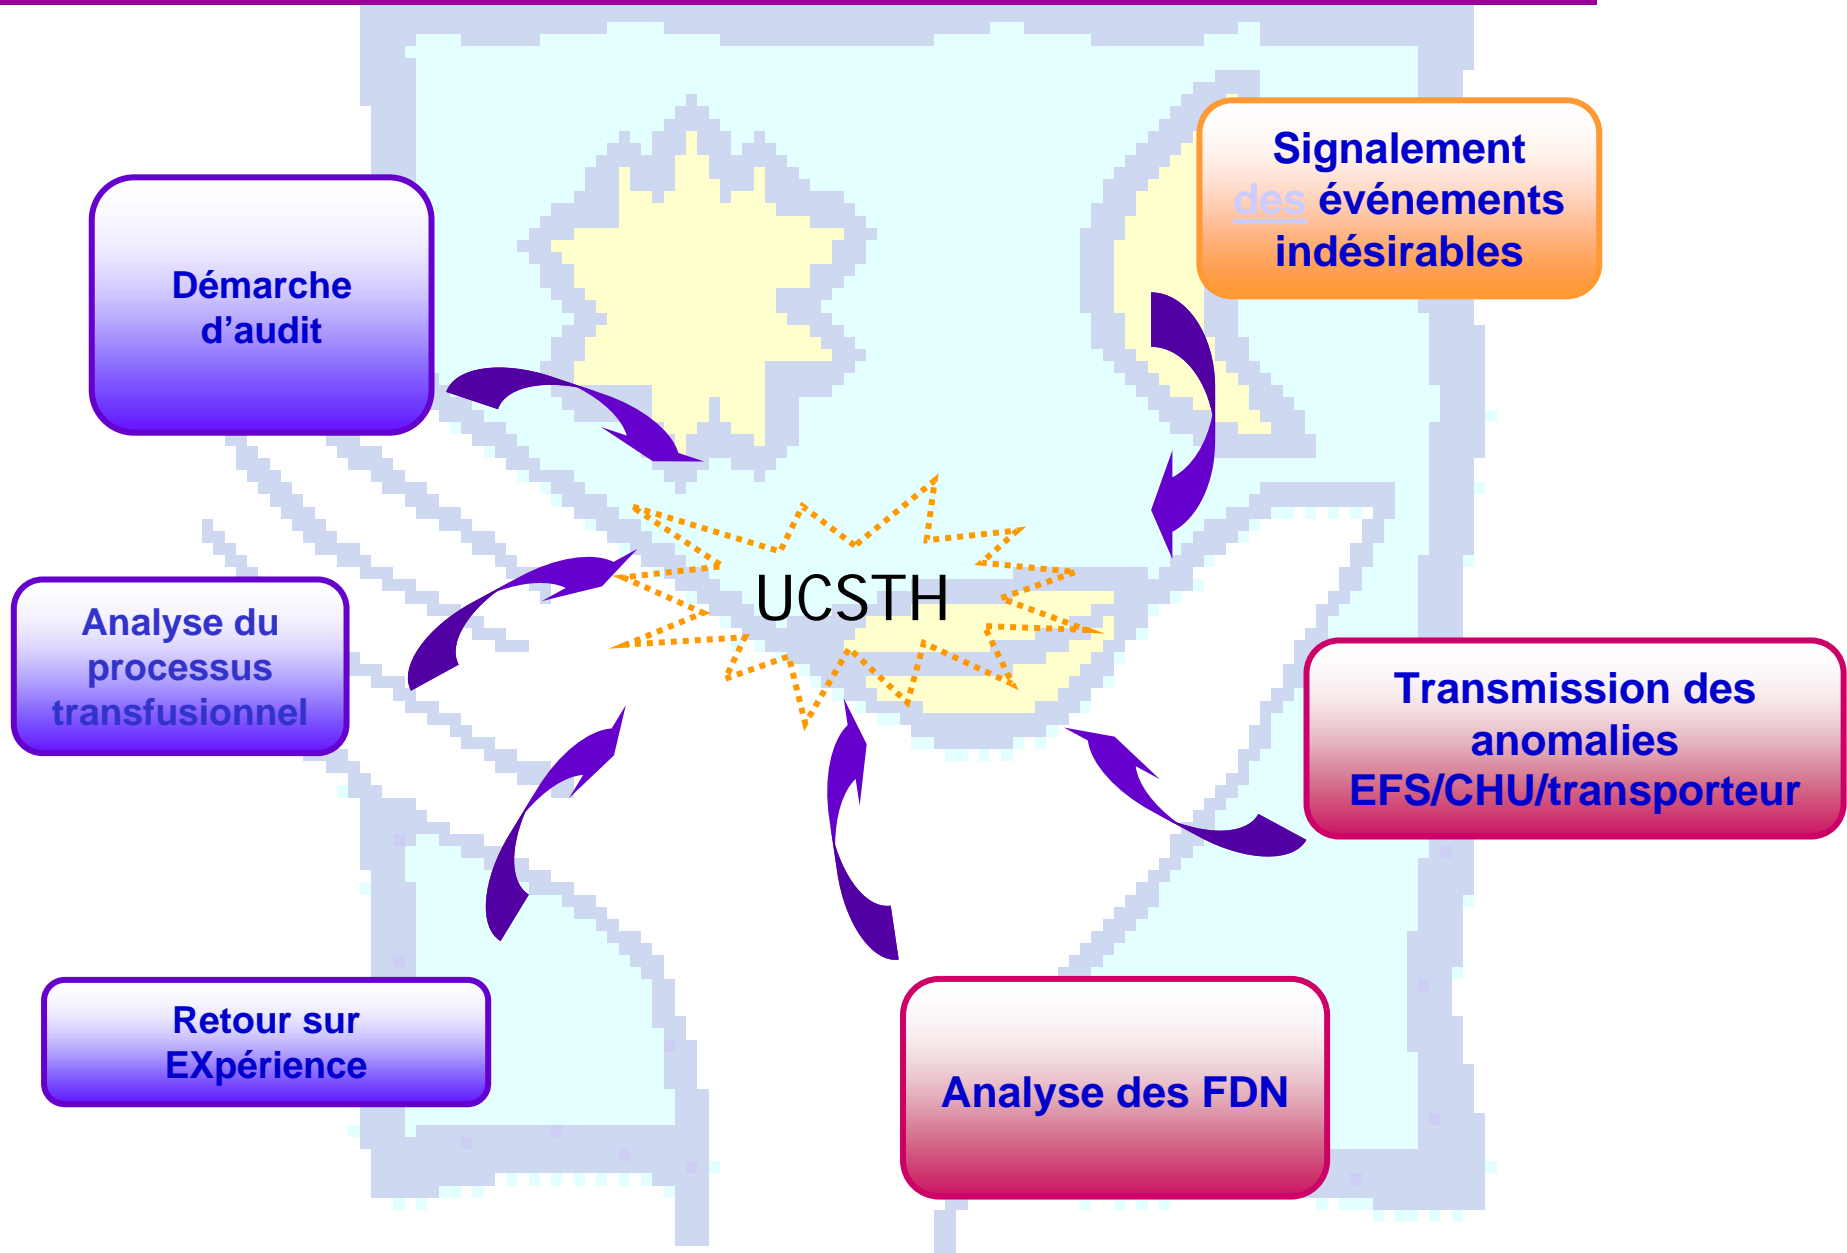 Signalement
des événements
indésirables
Démarche
d’audit
UCSTH
Analyse du
processus
transfusionnel
Transmission des
anomalies
EFS/CHU/transporteur
Retour sur
EXpérience
Analyse des FDN